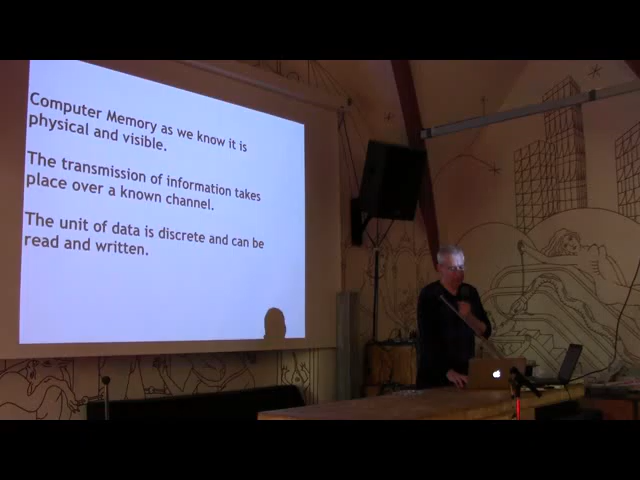 Computer Memory as we know it is
physical and visible.
The transmission of information takes
place over a known channel.
The unit of data is discrete and can be
read and written.